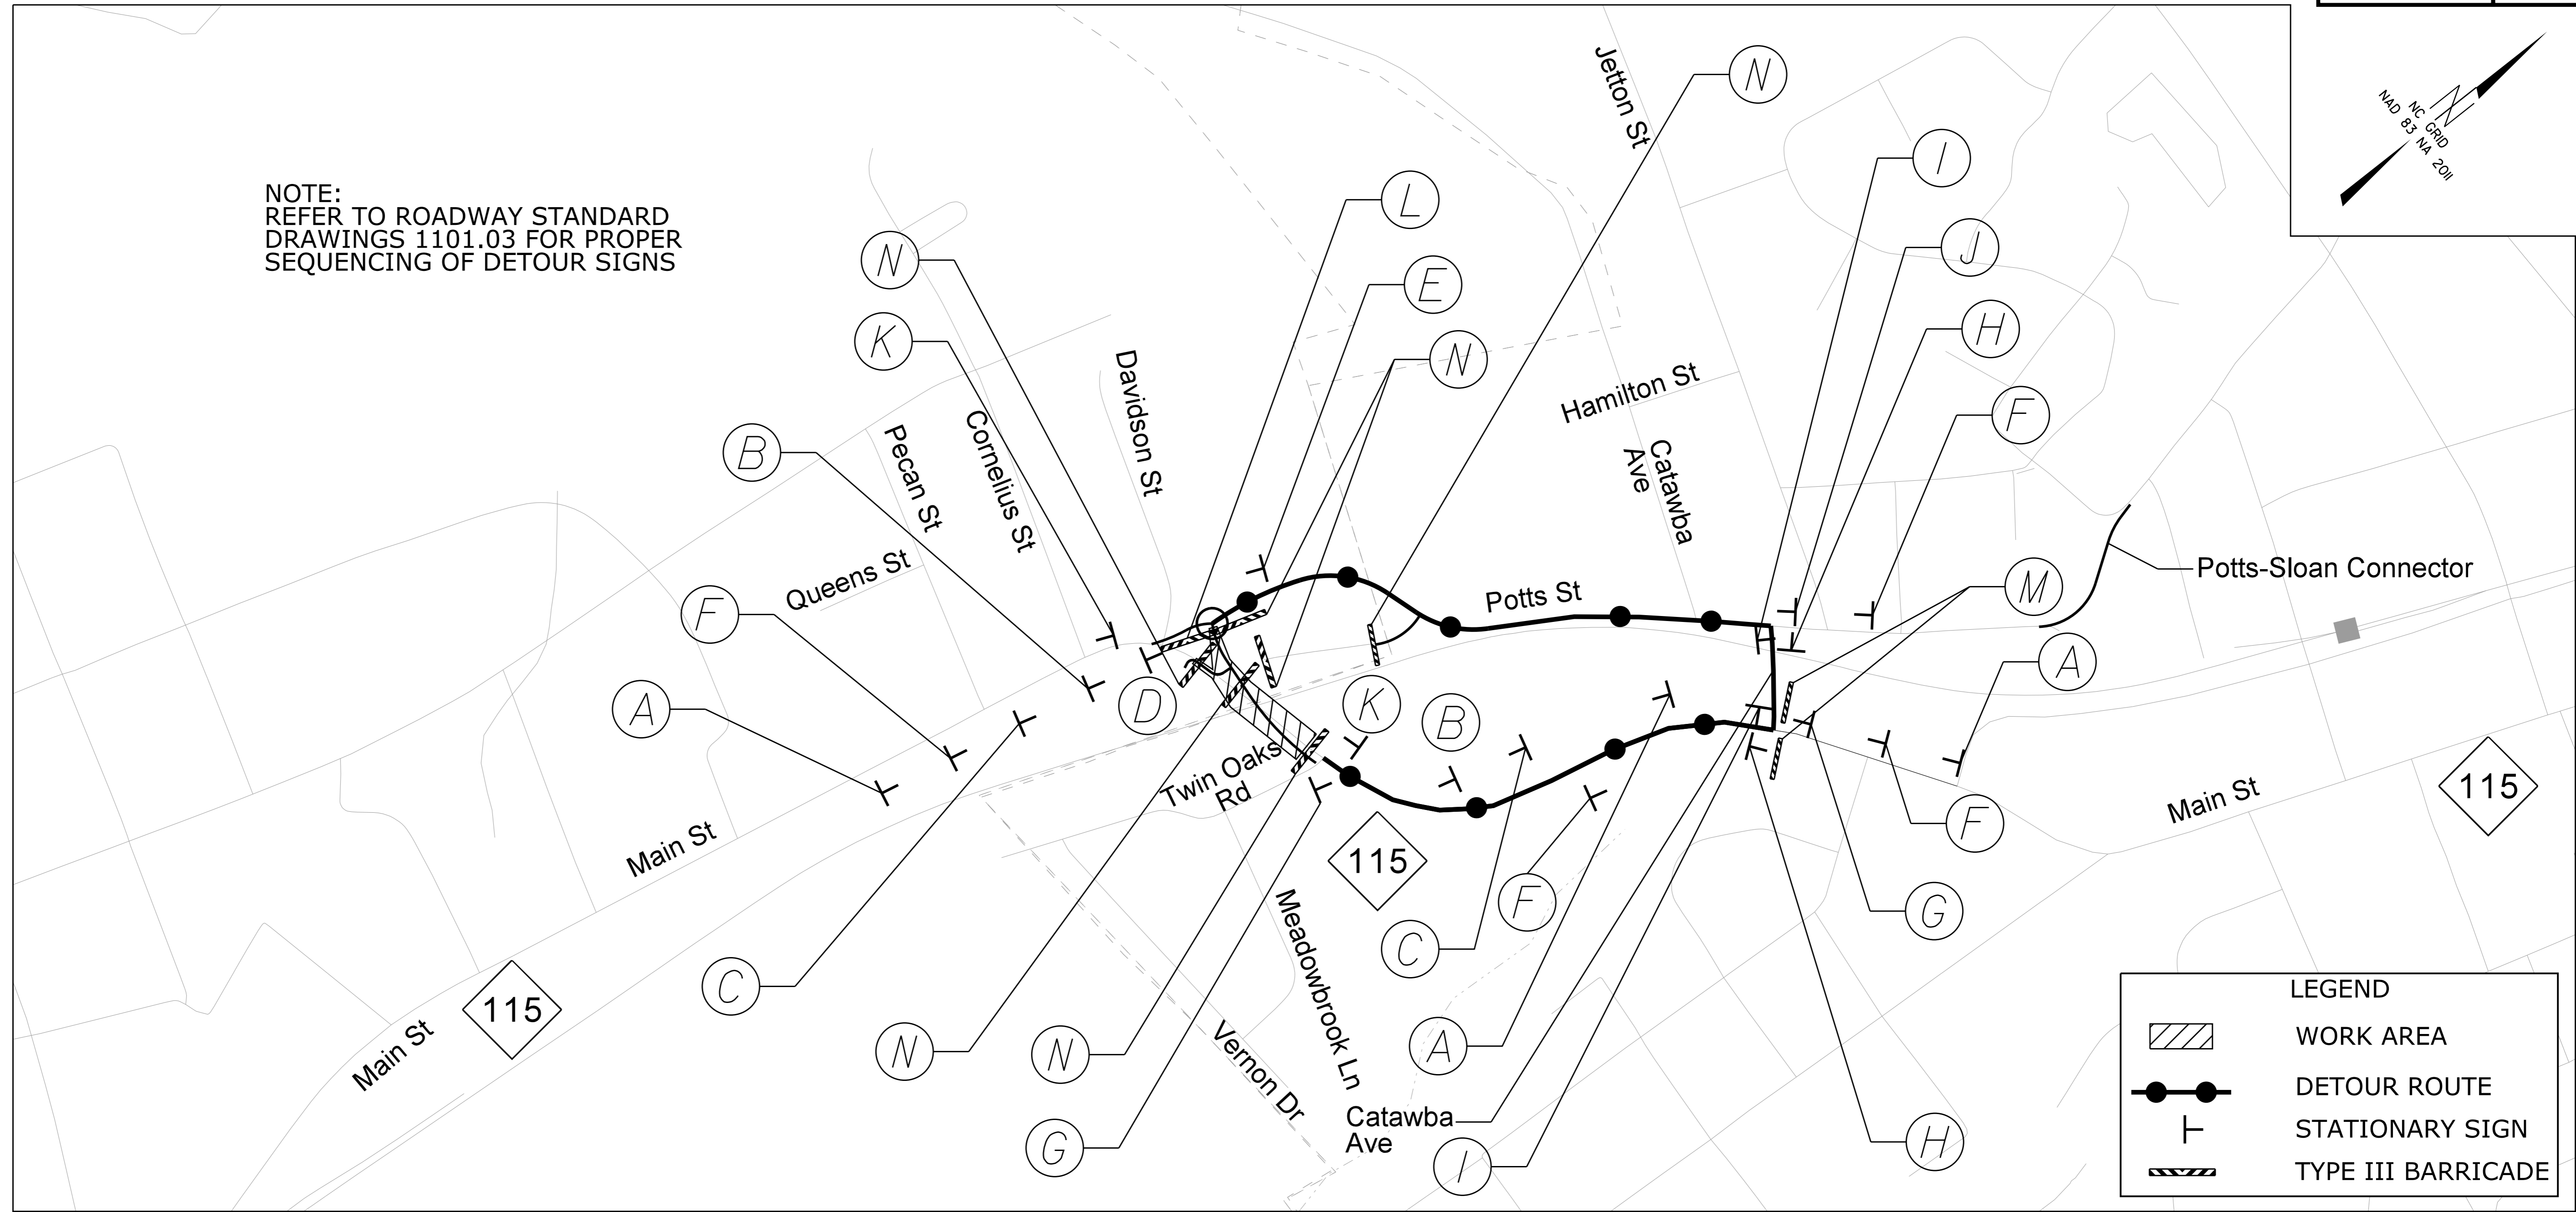 NC GRID
NAD 83 NA 2011
N
NOTE:
REFER TO ROADWAY STANDARD
DRAWINGS 1101.03 FOR PROPER
SEQUENCING OF DETOUR SIGNS
N
Jetton St
I
L
J
N
E
H
K
N
Davidson St
Hamilton St
F
B
Pecan St
Cornelius St
Catawba
Ave
Queens St
Potts St
Potts-Sloan Connector
M
F
A
A
D
K
B
Twin Oaks
Rd
Main St
115
Main St
F
115
F
C
G
C
Meadowbrook Ln
115
Main St
N
N
A
Vernon Dr
G
Catawba
Ave
I
H
LEGEND
WORK AREA
DETOUR ROUTE
STATIONARY SIGN
TYPE III BARRICADE